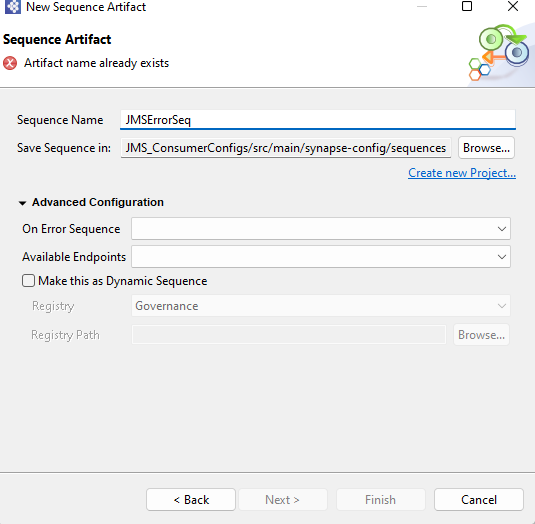 New Sequence Artifact
Sequence Artifact
Artifact name already exists
Sequence Name JMSErrorSeq
Save Sequence in: JMS_ConsumerConfigs/src/main/synapse-config/sequences Browse...
Create new Project...
Advanced Configuration
On Error Sequence
Available Endpoints
Make this as Dynamic Sequence
Registry Governance
Registry Path Browse...
< Back Next > Finish Cancel